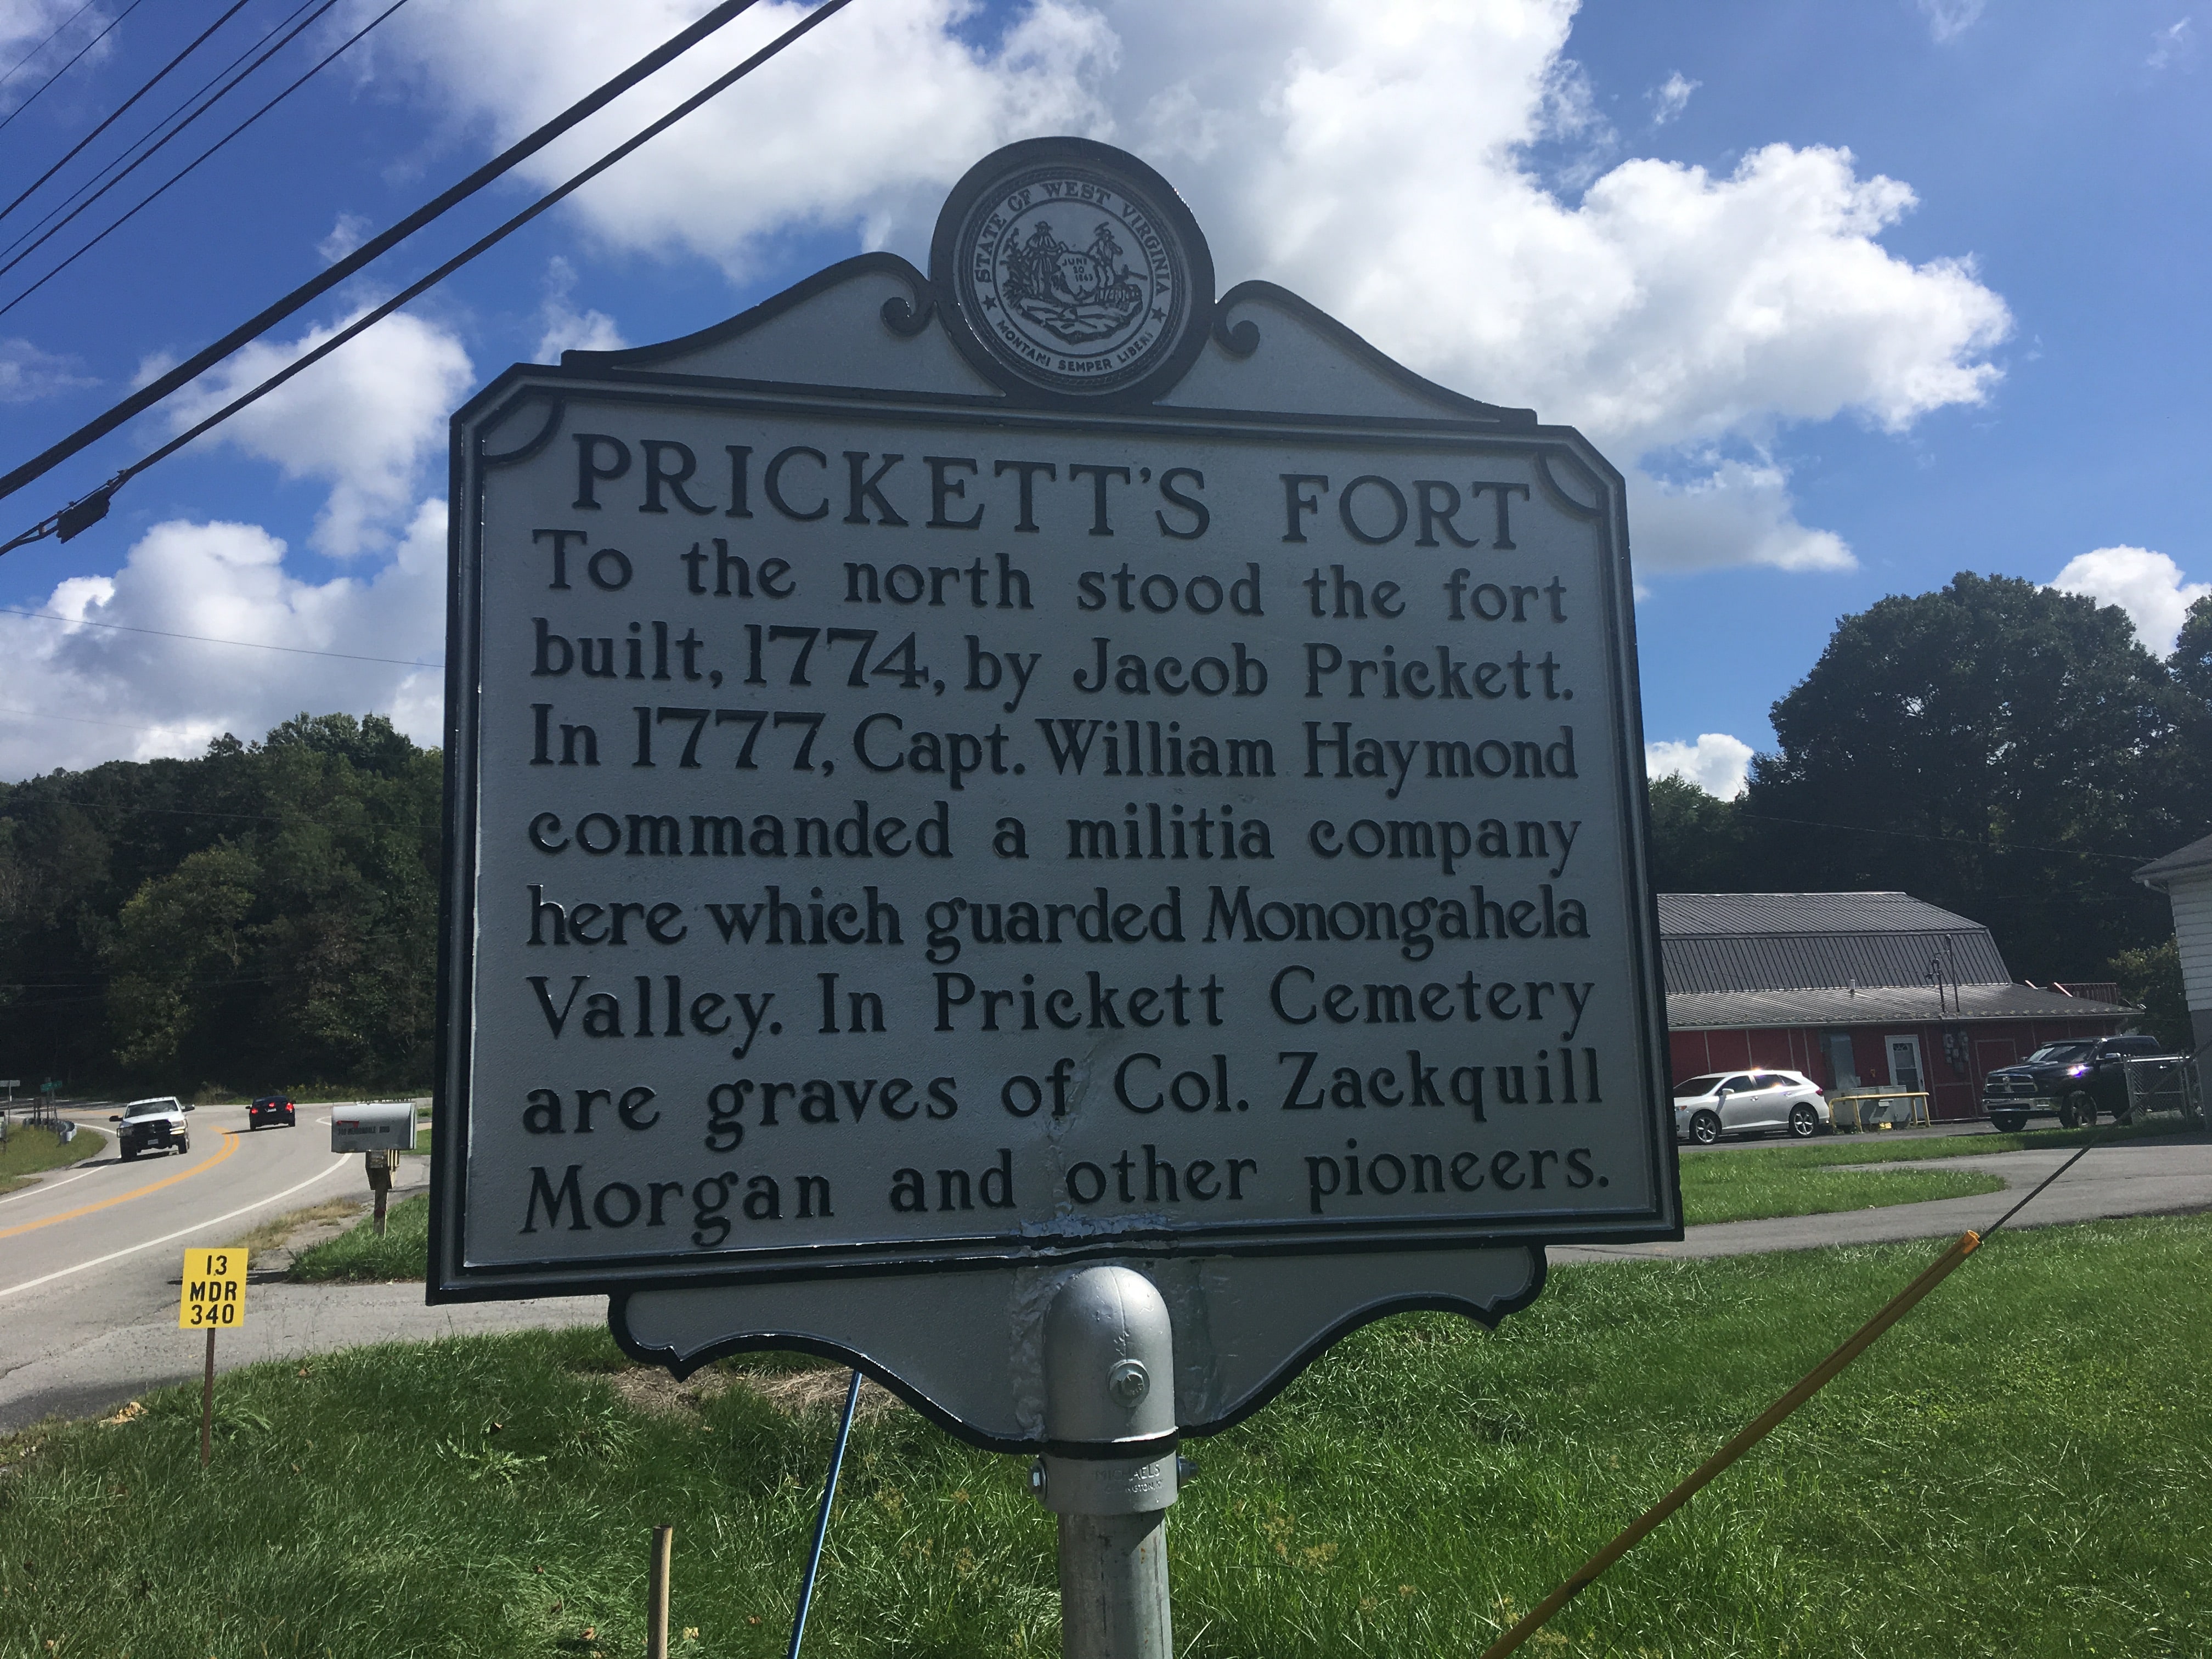 STATE OF WEST VIRGINIA
JUNE
20
1863
MONTANI SEMPER LIBERI
PRICKETT'S FORT
To the north stood the fort
built, 1774, by Jacob Prickett.
In 1777, Capt. William Haymond
commanded a militia company
here which guarded Monongahela
Valley. In Prickett Cemetery
are graves of Col. Zackquill
Morgan and other pioneers.
13
MDR
340
MICHAELS